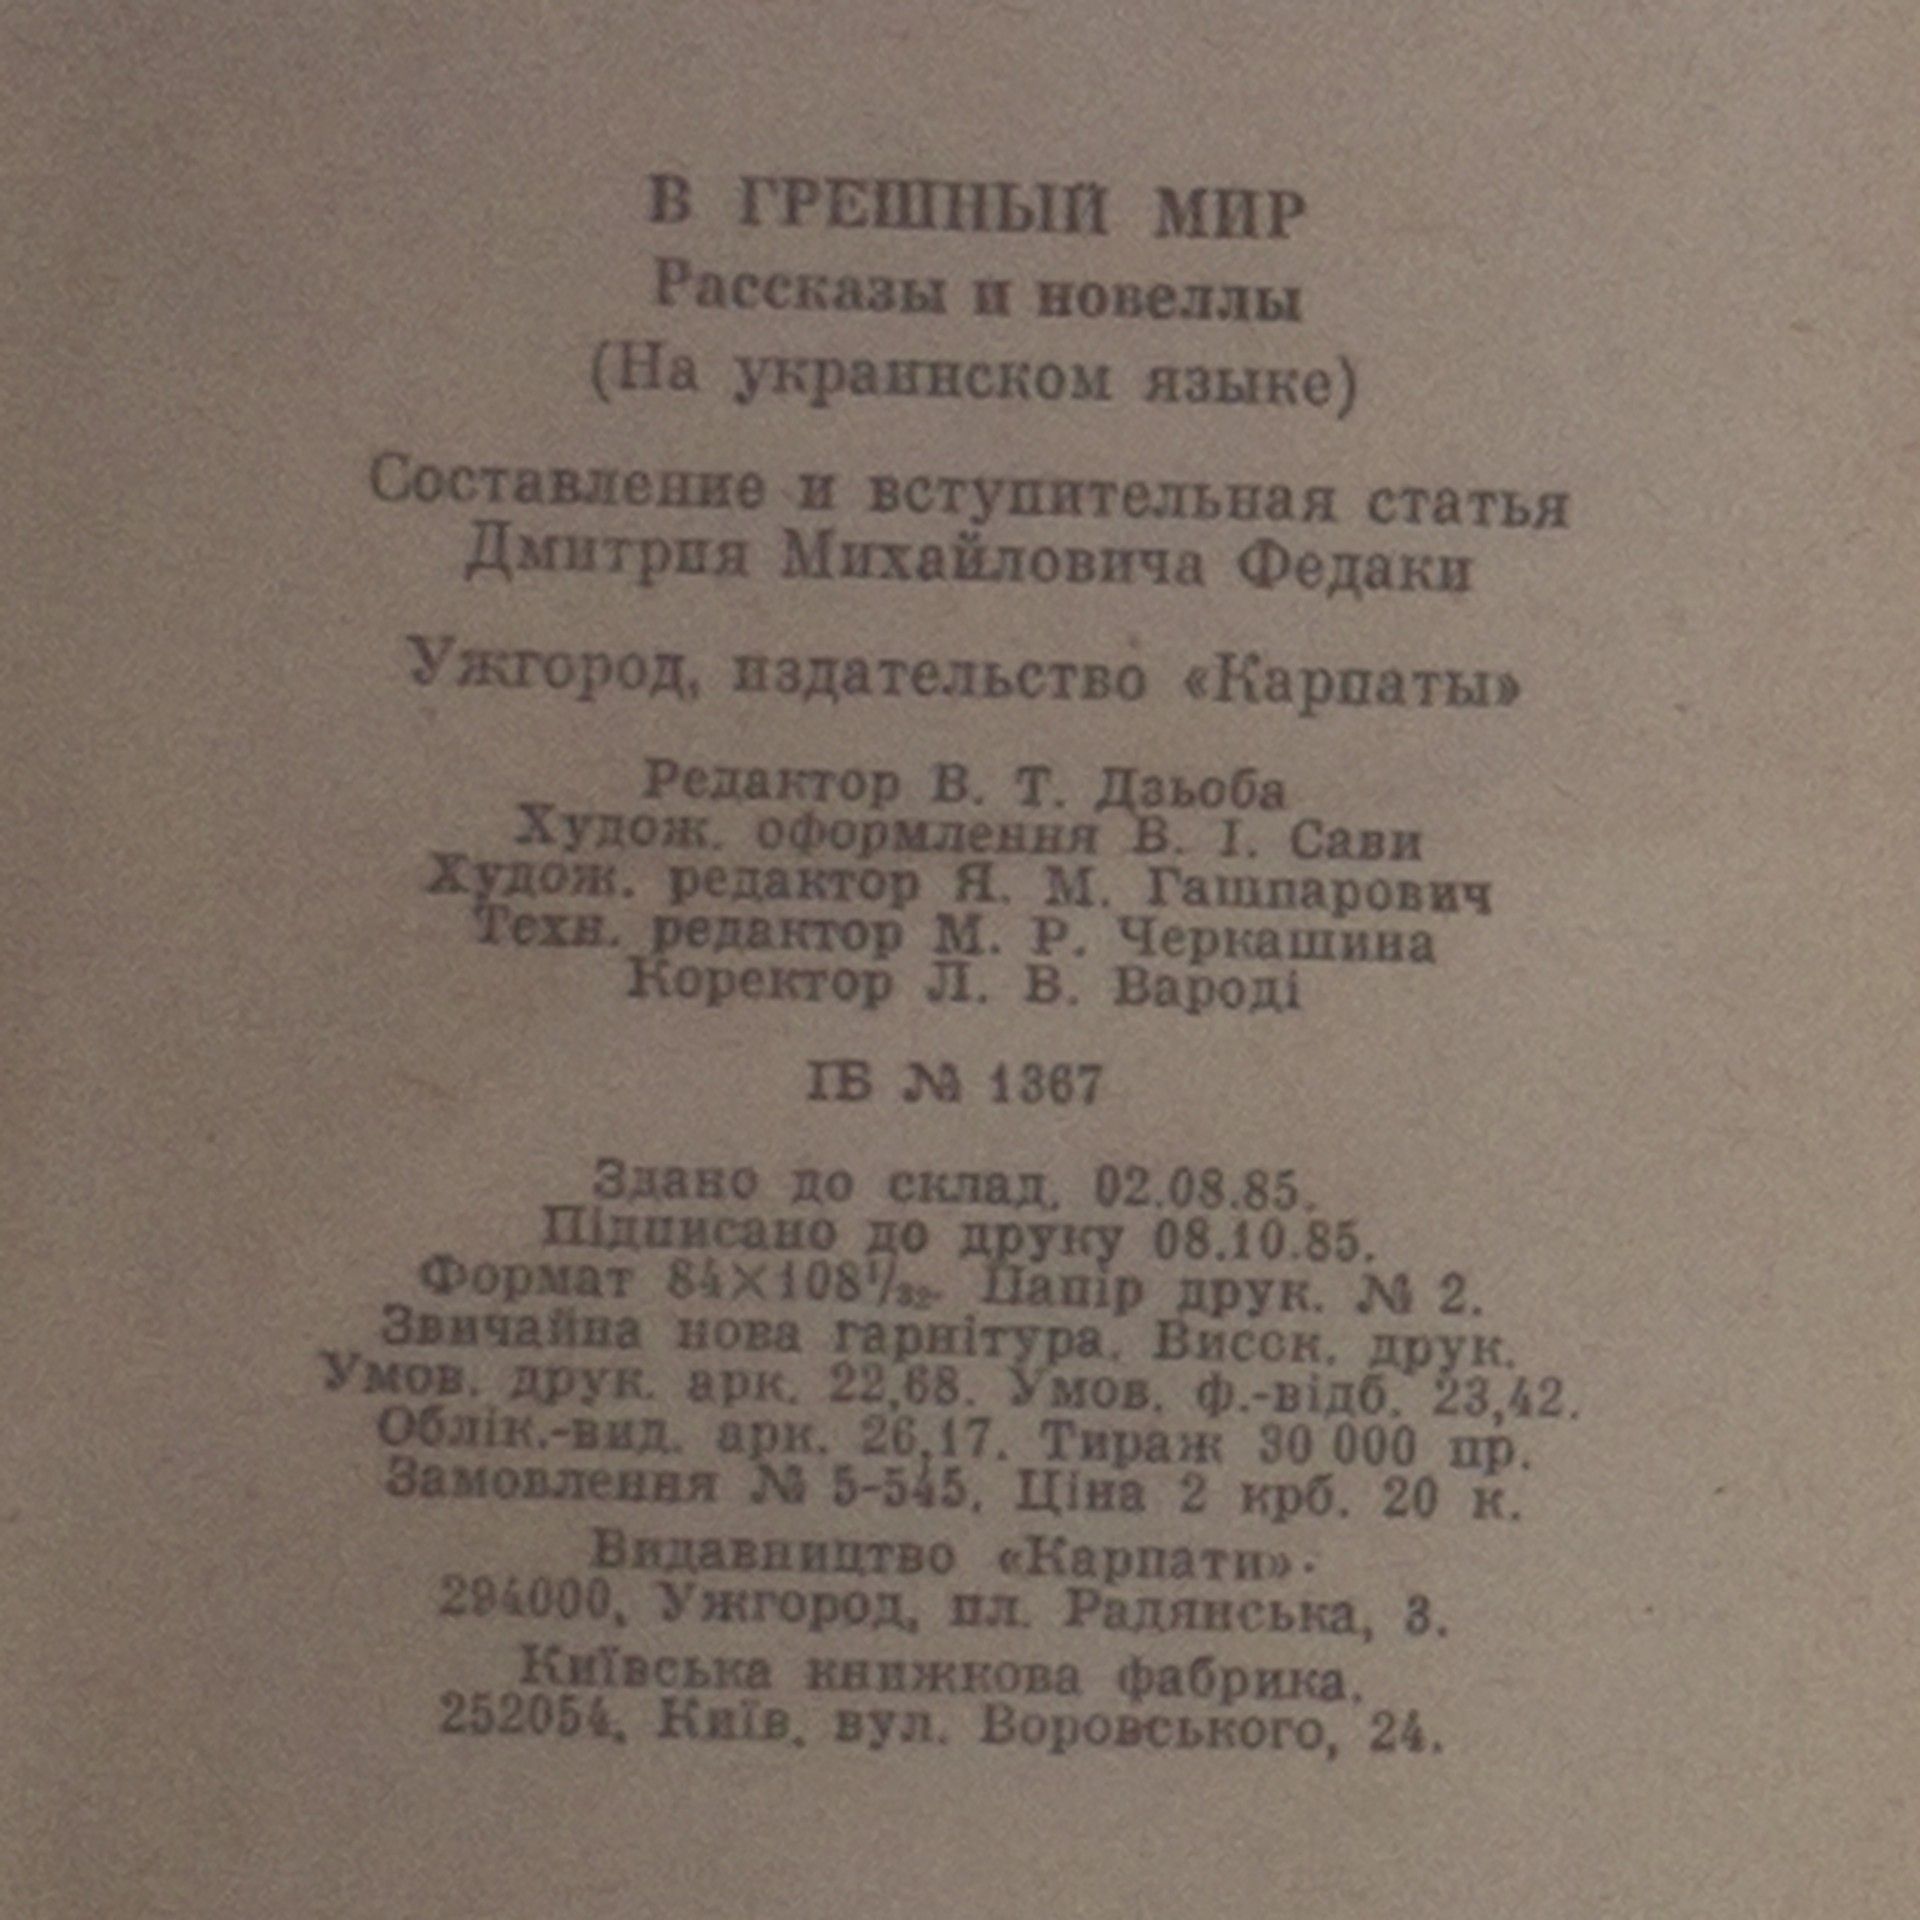 В ГРЕШНЫЙ МИР
Рассказы и новеллы
(На украинском языке)
Составление и вступительная статья
Дмитрия Михайловича Федаки
Ужгород, издательство «Карпаты»
Редактор В. Т. Дзьоба
Худож. оформлення В. І. Сави
Худож. редактор Я. М. Гашпарович
Техн. редактор М. Р. Черкашина
Коректор Л. В. Вароді
ІБ № 1367
Здано до склад. 02.08.85.
Підписано до друку 08.10.85.
Формат 84×108¹/₃₂. Папір друк. № 2.
Звичайна нова гарнітура. Висок. друк.
Умов. друк. арк. 22,68. Умов. ф.-відб. 23,42.
Облік.-вид. арк. 26,17. Тираж 30 000 пр.
Замовлення № 5-545. Ціна 2 крб. 20 к.
Видавництво «Карпати».
294000, Ужгород, пл. Радянська, 3.
Київська книжкова фабрика.
252054, Київ, вул. Воровського, 24.